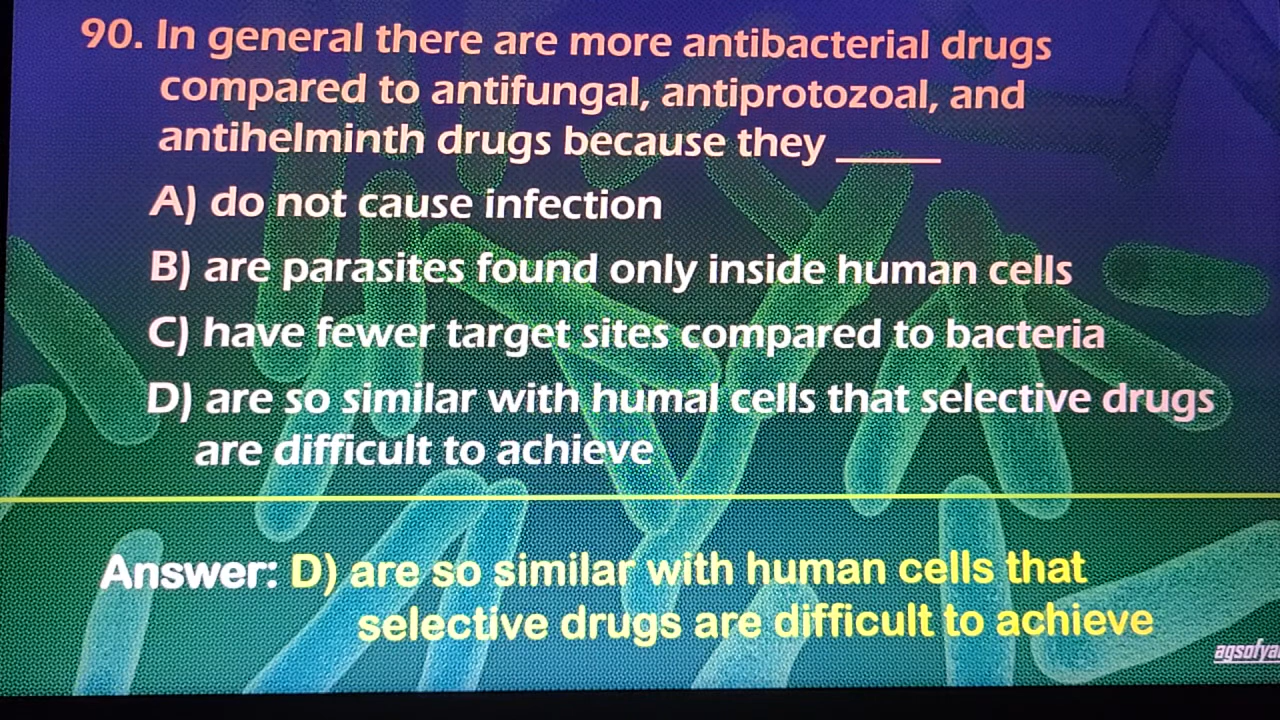 90. In general there are more antibacterial drugs
compared to antifungal, antiprotozoal, and
antihelminth drugs because they _____
A) do not cause infection
B) are parasites found only inside human cells
C) have fewer target sites compared to bacteria
D) are so similar with humal cells that selective drugs
are difficult to achieve
Answer: D) are so similar with human cells that
selective drugs are difficult to achieve